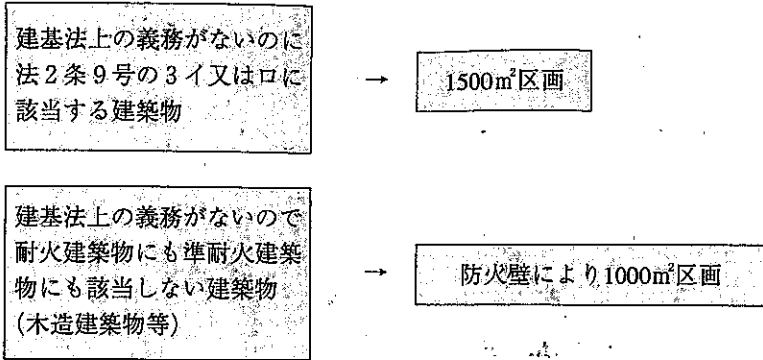 建基法上の義務がないのに
法2条9号の3イ又はロに
該当する建築物
→
1500m²区画
建基法上の義務がないので
耐火建築物にも準耐火建築
物にも該当しない建築物
(木造建築物等)
→
防火壁により1000m²区画